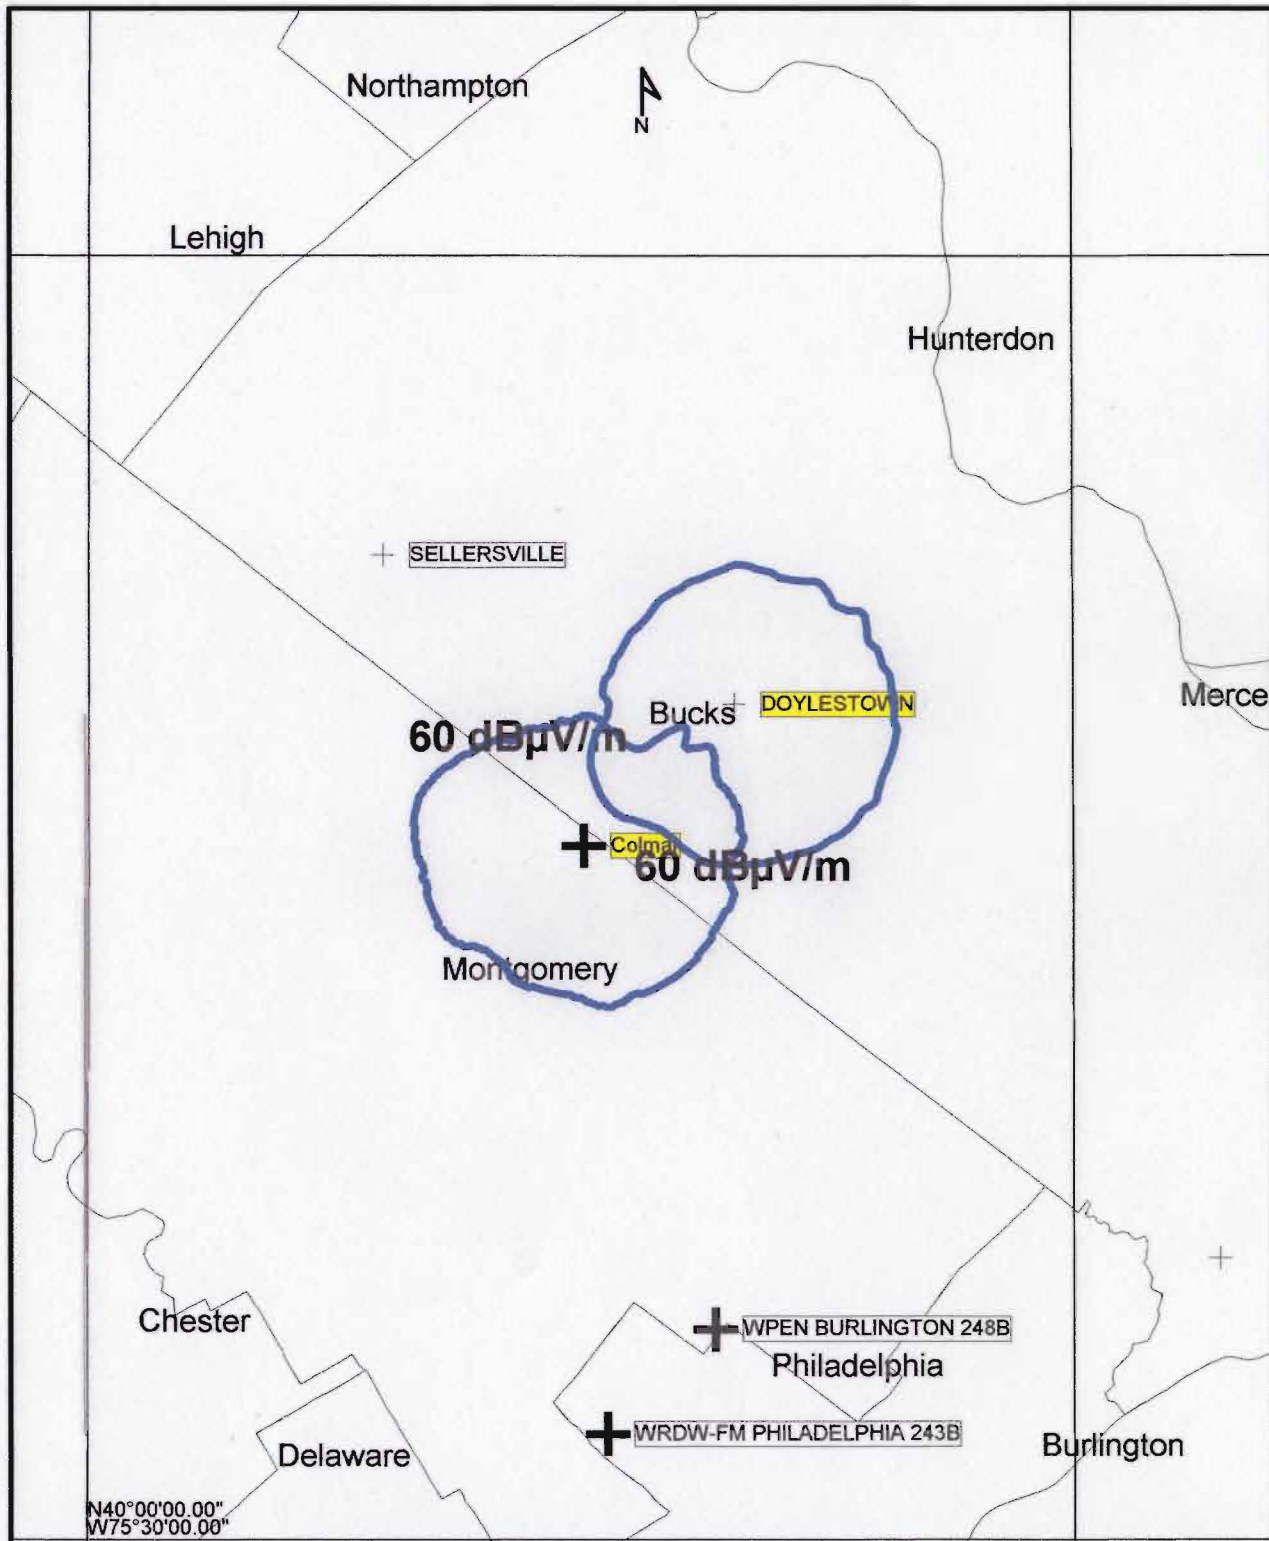 Northampton
N
Lehigh
Hunterdon
SELLERSVILLE
DOYLESTOWN
Bucks
Merce
60 dBµV/m
Colmar
60 dBµV/m
Montgomery
Chester
WPEN BURLINGTON 248B
Philadelphia
WRDW-FM PHILADELPHIA 243B
Burlington
Delaware
N40°00'00.00"
W75°30'00.00"